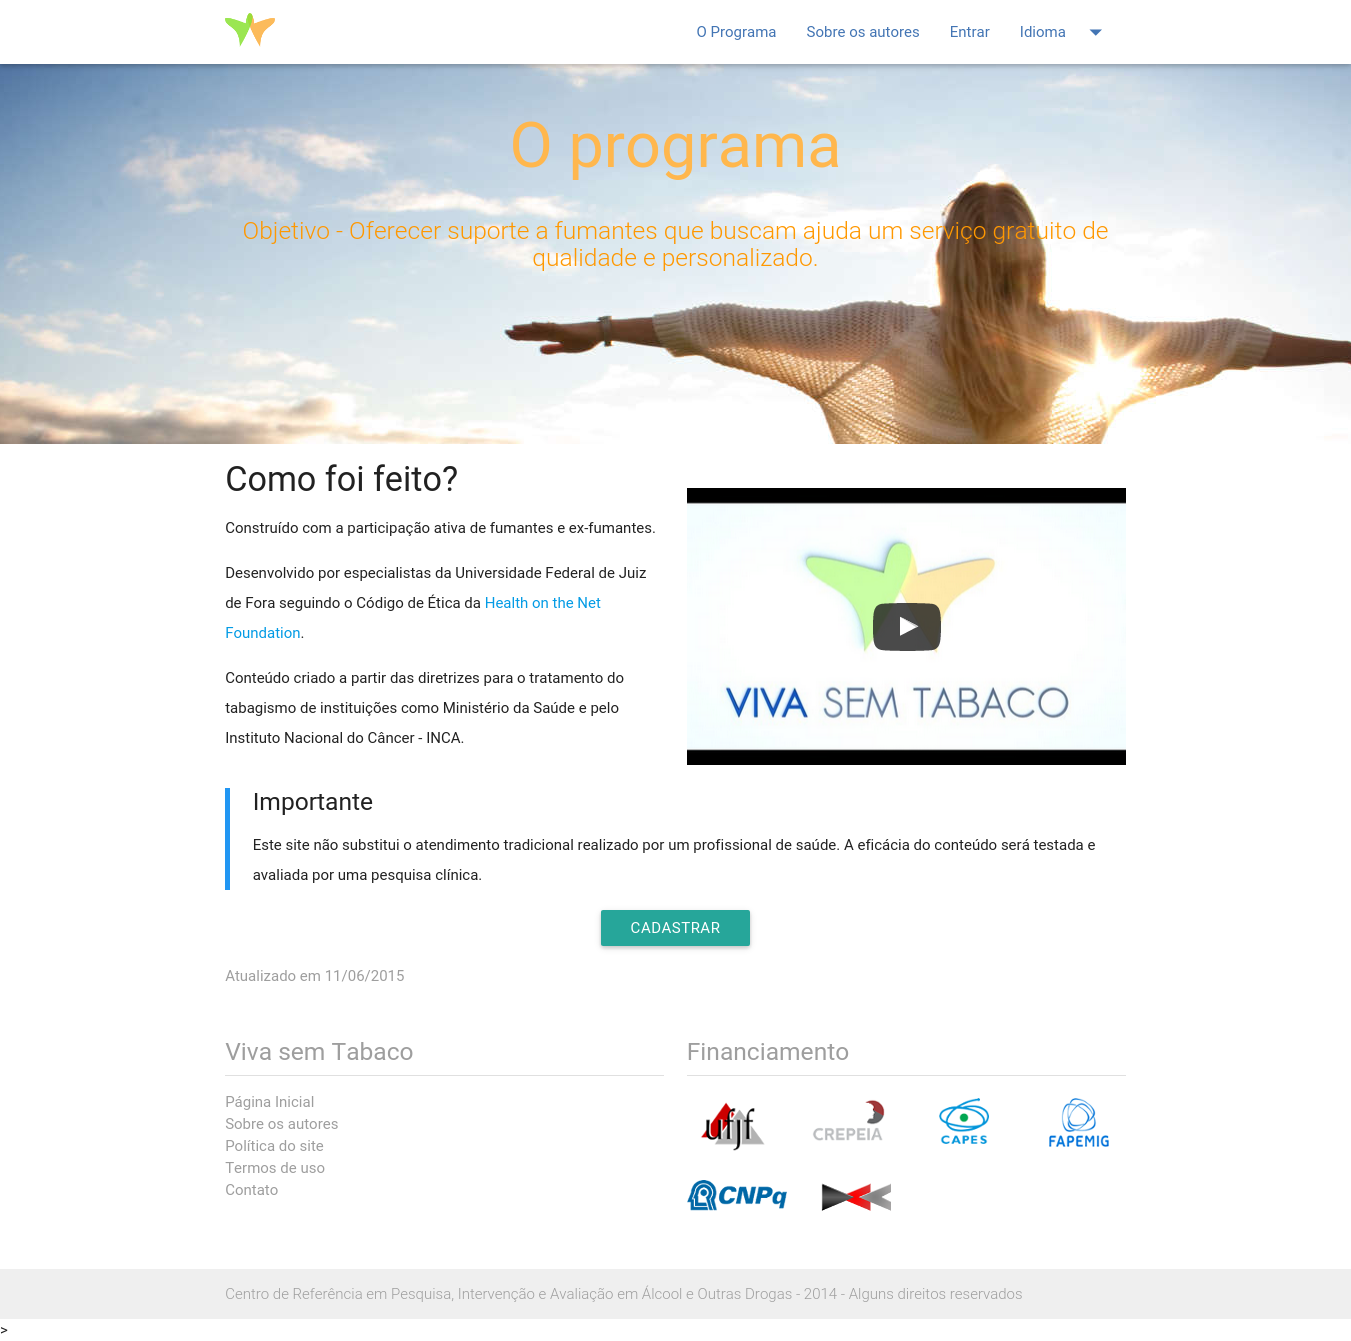 O Programa Sobre os autores Entrar Idioma
O programa
Objetivo - Oferecer suporte a fumantes que buscam ajuda um serviço gratuito de
qualidade e personalizado.
Como foi feito?
Construído com a participação ativa de fumantes e ex-fumantes.
Desenvolvido por especialistas da Universidade Federal de Juiz
de Fora seguindo o Código de Ética da Health on the Net
Foundation.
Conteúdo criado a partir das diretrizes para o tratamento do
tabagismo de instituições como Ministério da Saúde e pelo
Instituto Nacional do Câncer - INCA.
VIVA SEM TABACO
Importante
Este site não substitui o atendimento tradicional realizado por um profissional de saúde. A eficácia do conteúdo será testada e
avaliada por uma pesquisa clínica.
CADASTRAR
Atualizado em 11/06/2015
Viva sem Tabaco
Página Inicial
Sobre os autores
Política do site
Termos de uso
Contato
Financiamento
ufjf CREPEIA CAPES FAPEMIG
CNPq
Centro de Referência em Pesquisa, Intervenção e Avaliação em Álcool e Outras Drogas - 2014 - Alguns direitos reservados
>